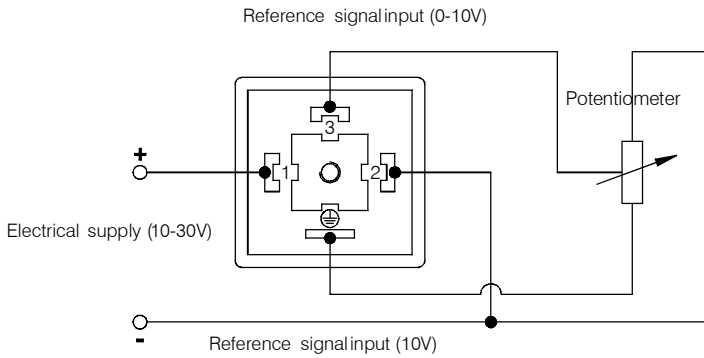 Reference signal input (0-10V)
Potentiometer
3
+
1
2
Electrical supply (10-30V)
-
Reference signal input (10V)